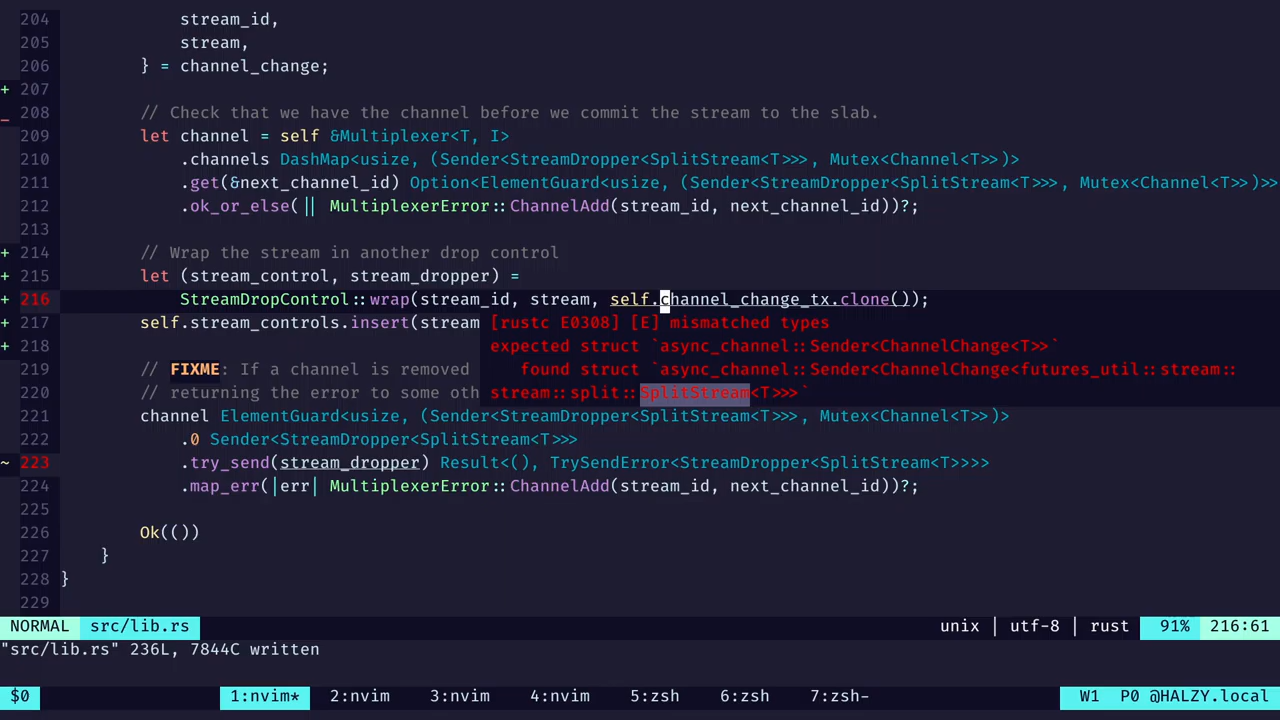 204             stream_id,
205             stream,
206         } = channel_change;
+ 207
_ 208         // Check that we have the channel before we commit the stream to the slab.
209         let channel = self &Multiplexer<T, I>
210             .channels DashMap<usize, (Sender<StreamDropper<SplitStream<T>>>, Mutex<Channel<T>>)>
211             .get(&next_channel_id) Option<ElementGuard<usize, (Sender<StreamDropper<SplitStream<T>>>, Mutex<Channel<T>>)>>
212             .ok_or_else(|| MultiplexerError::ChannelAdd(stream_id, next_channel_id))?;
213
+ 214         // Wrap the stream in another drop control
+ 215         let (stream_control, stream_dropper) =
+ 216             StreamDropControl::wrap(stream_id, stream, self.channel_change_tx.clone());
+ 217         self.stream_controls.insert(stream [rustc E0308] [E] mismatched types
+ 218         expected struct `async_channel::Sender<ChannelChange<T>>`
219         // FIXME: If a channel is removed    found struct `async_channel::Sender<ChannelChange<futures_util::stream::
220         // returning the error to some oth stream::split::SplitStream<T>>>`
221         channel ElementGuard<usize, (Sender<StreamDropper<SplitStream<T>>>, Mutex<Channel<T>>)>
222             .0 Sender<StreamDropper<SplitStream<T>>>
~ 223             .try_send(stream_dropper) Result<(), TrySendError<StreamDropper<SplitStream<T>>>>
224             .map_err(|err| MultiplexerError::ChannelAdd(stream_id, next_channel_id))?;
225
226         Ok(())
227     }
228 }
229
NORMAL src/lib.rs unix | utf-8 | rust 91% 216:61
"src/lib.rs" 236L, 7844C written
$0 1:nvim* 2:nvim 3:nvim 4:nvim 5:zsh 6:zsh 7:zsh- W1 P0 @HALZY.local